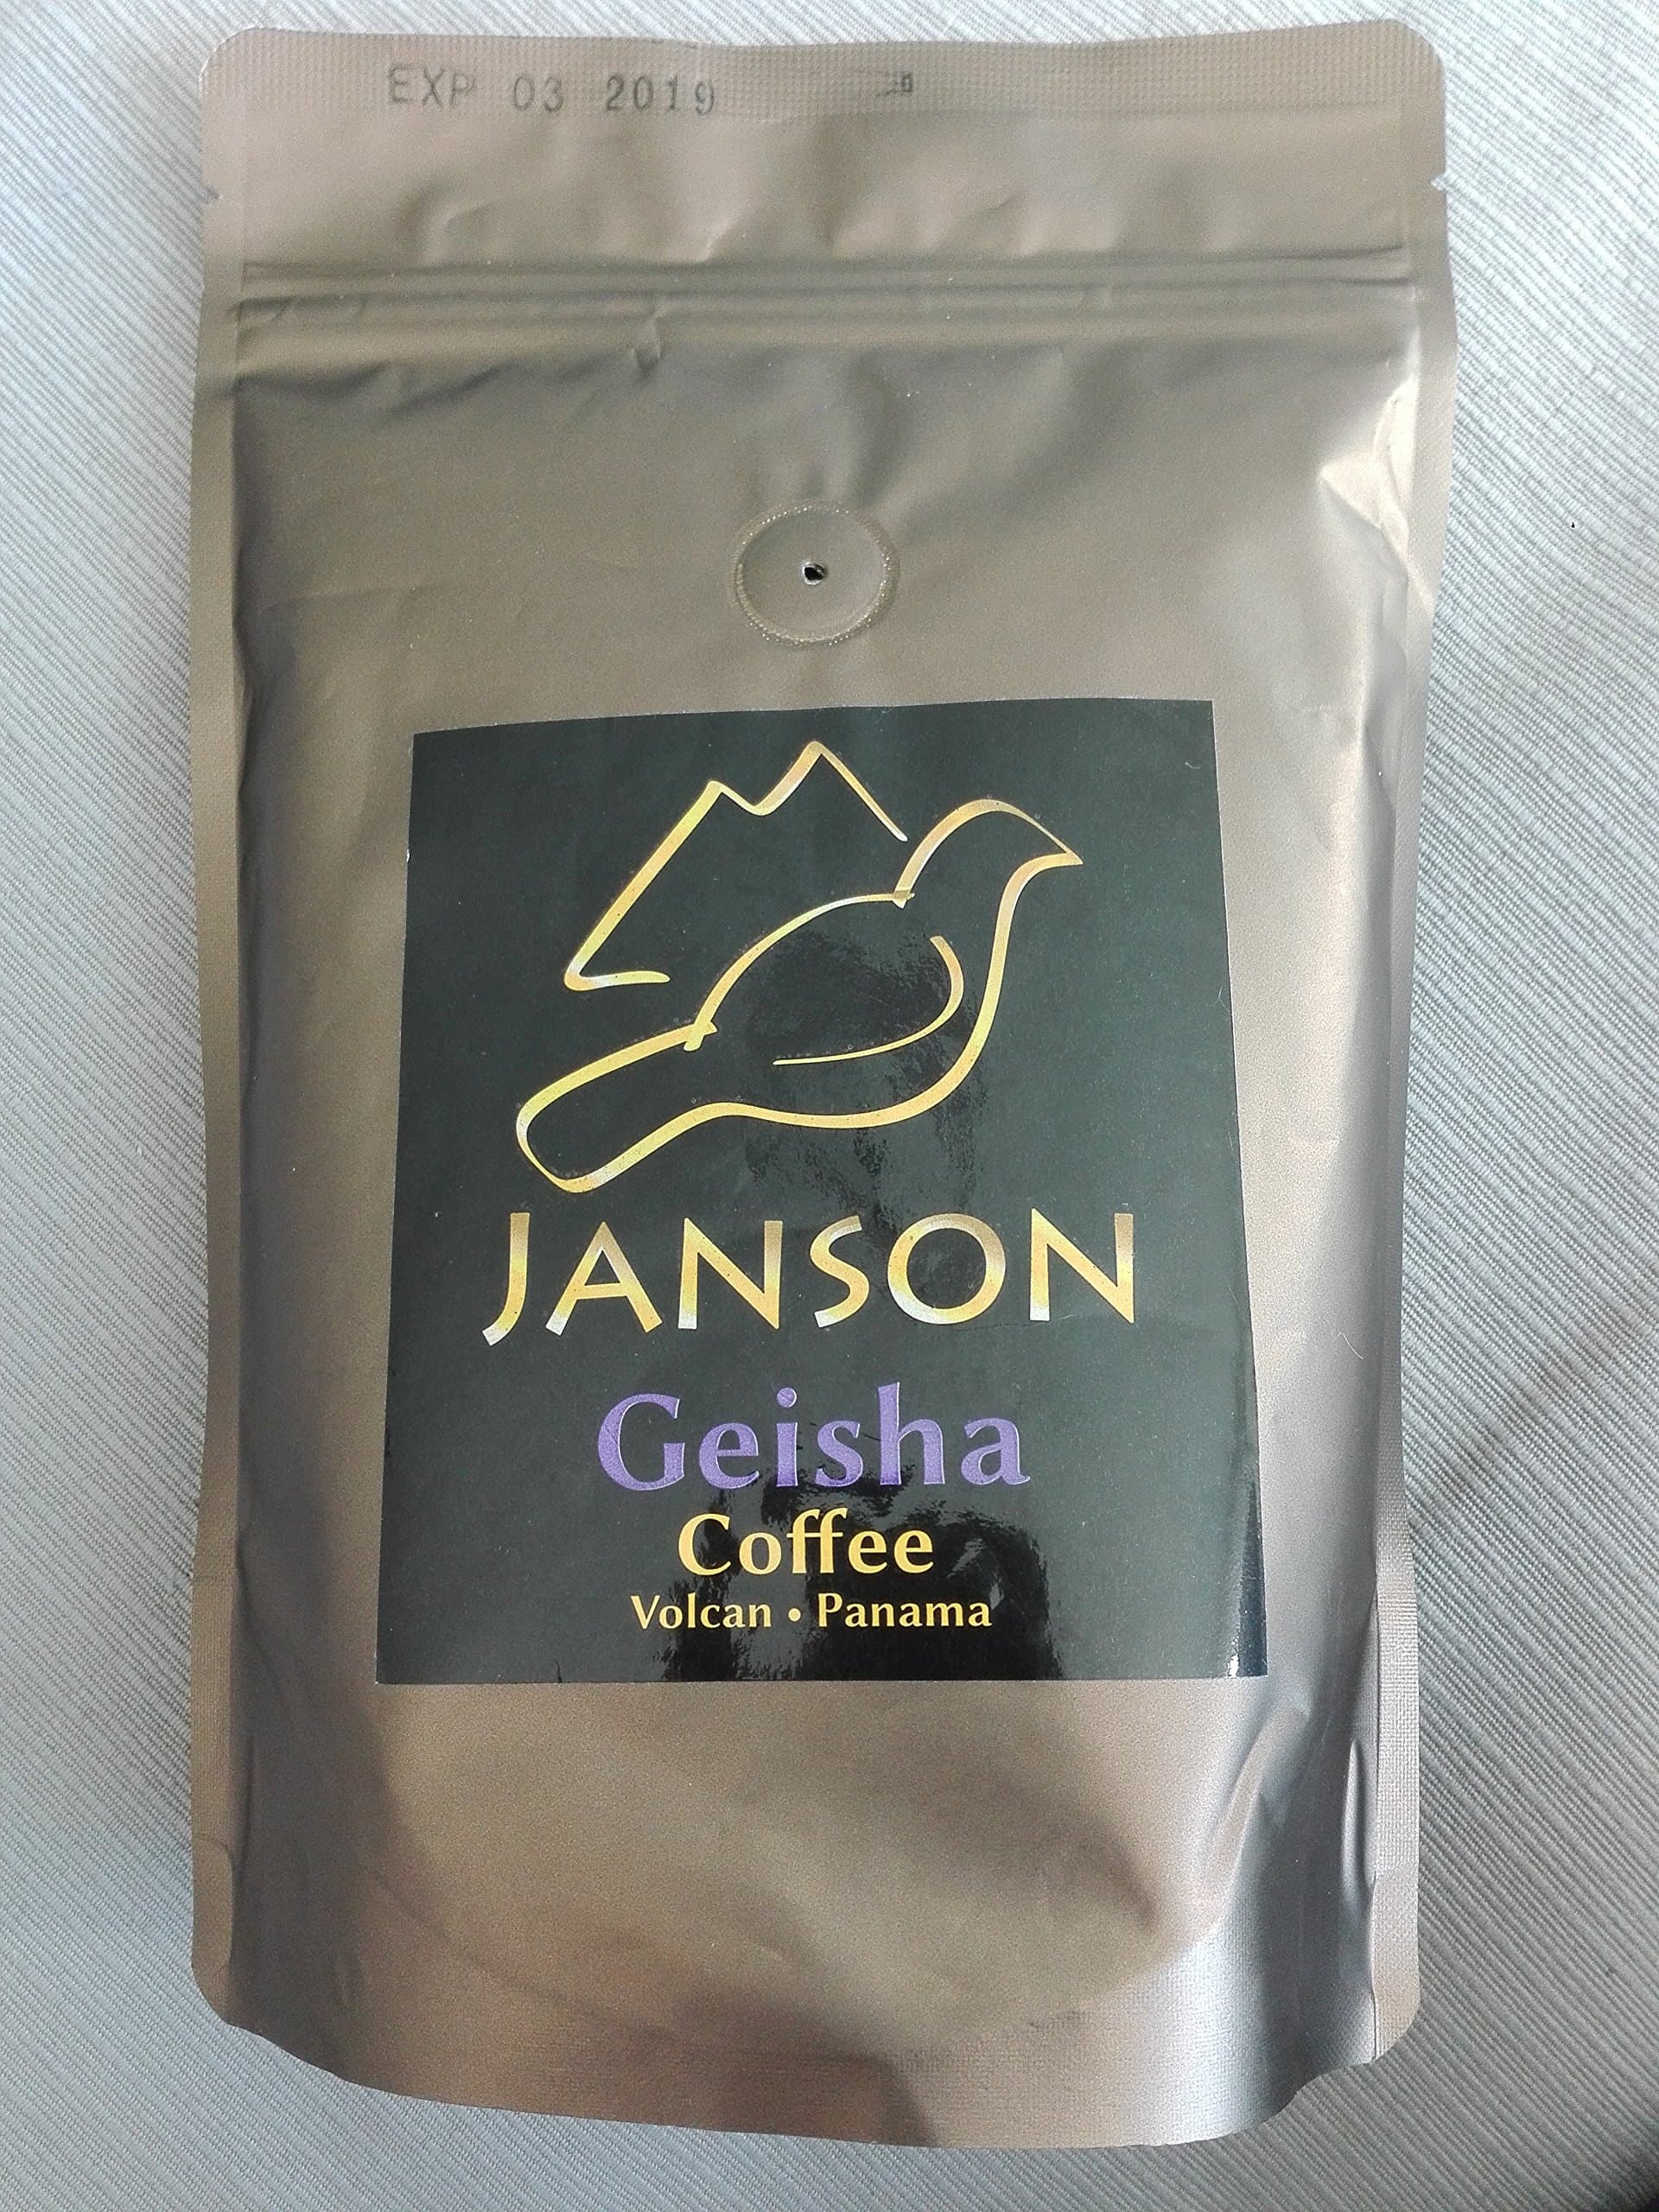 EXP 03 2019
JANSON
Geisha
Coffee
Volcan • Panama